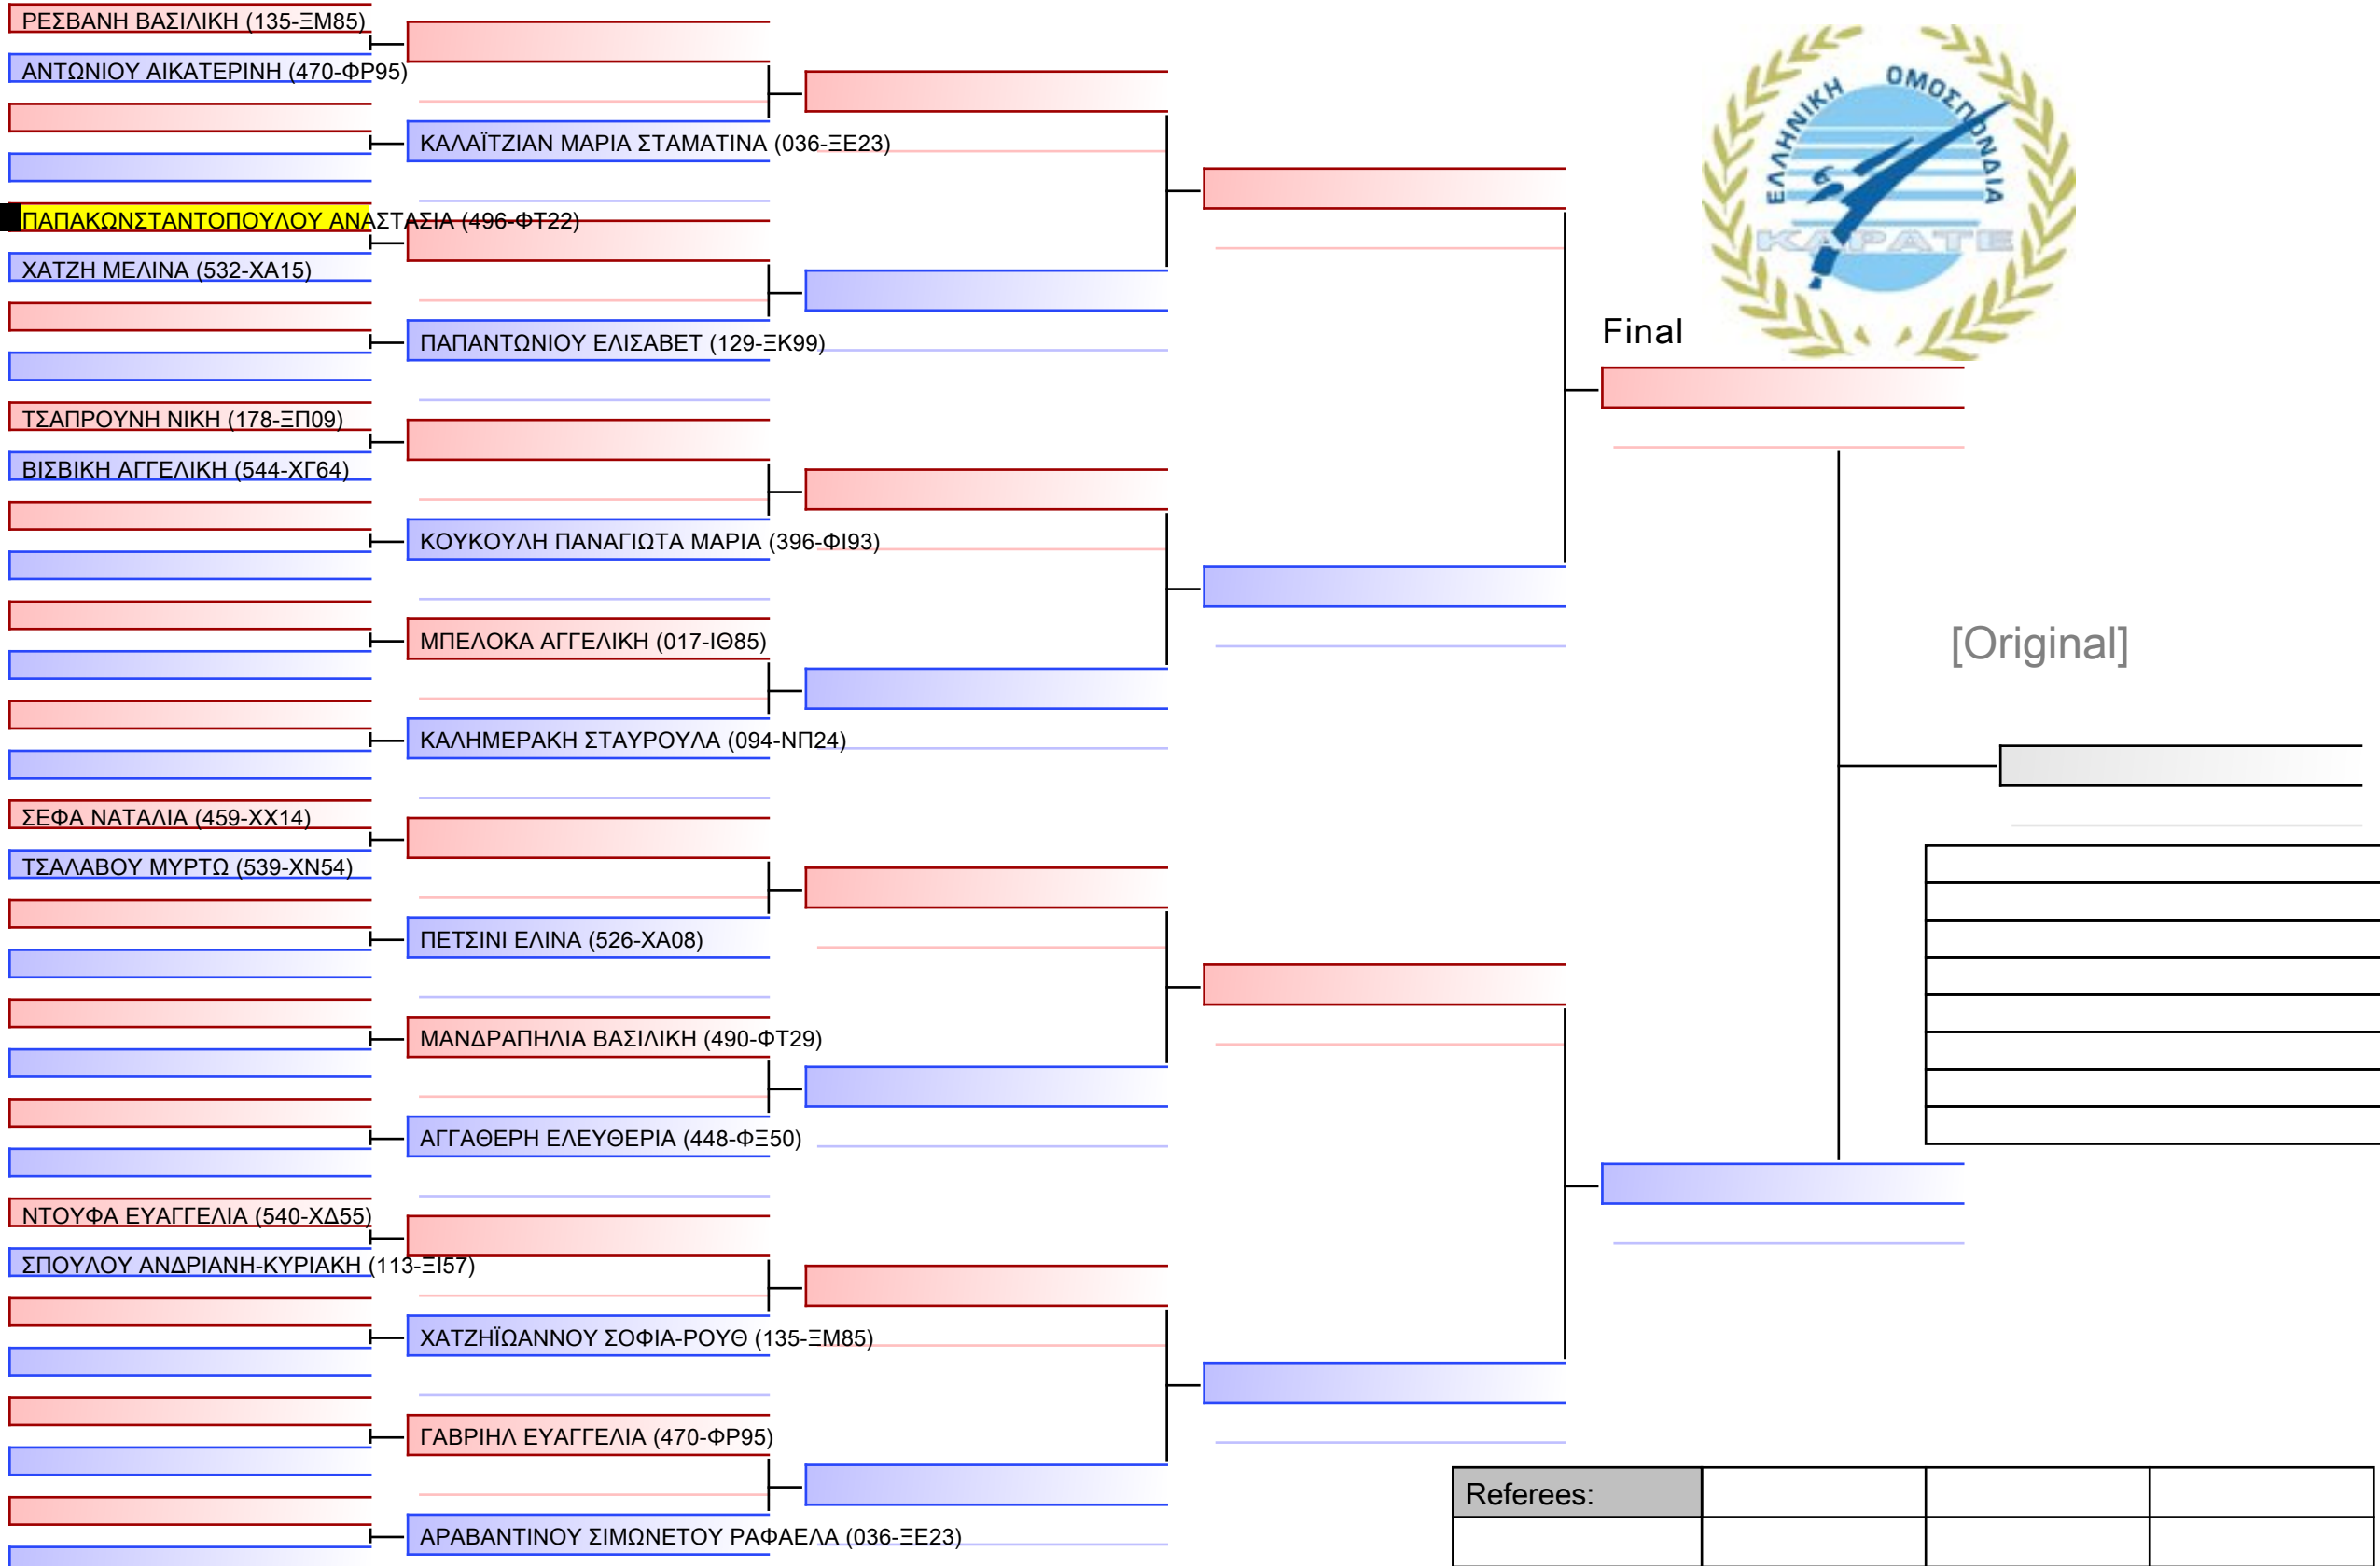 ΡΕΣΒΑΝΗ ΒΑΣΙΛΙΚΗ (135-ΞΜ85)
ΑΝΤΩΝΙΟΥ ΑΙΚΑΤΕΡΙΝΗ (470-ΦΡ95)
ΚΑΛΑΪΤΖΙΑΝ ΜΑΡΙΑ ΣΤΑΜΑΤΙΝΑ (036-ΞΕ23)
ΠΑΠΑΚΩΝΣΤΑΝΤΟΠΟΥΛΟΥ ΑΝΑΣΤΑΣΙΑ (496-ΦΤ22)
ΧΑΤΖΗ ΜΕΛΙΝΑ (532-ΧΑ15)
ΠΑΠΑΝΤΩΝΙΟΥ ΕΛΙΣΑΒΕΤ (129-ΞΚ99)
ΤΣΑΠΡΟΥΝΗ ΝΙΚΗ (178-ΞΠ09)
ΒΙΣΒΙΚΗ ΑΓΓΕΛΙΚΗ (544-ΧΓ64)
ΚΟΥΚΟΥΛΗ ΠΑΝΑΓΙΩΤΑ ΜΑΡΙΑ (396-ΦΙ93)
ΜΠΕΛΟΚΑ ΑΓΓΕΛΙΚΗ (017-ΙΘ85)
ΚΑΛΗΜΕΡΑΚΗ ΣΤΑΥΡΟΥΛΑ (094-ΝΠ24)
ΣΕΦΑ ΝΑΤΑΛΙΑ (459-ΧΧ14)
ΤΣΑΛΑΒΟΥ ΜΥΡΤΩ (539-ΧΝ54)
ΠΕΤΣΙΝΙ ΕΛΙΝΑ (526-ΧΑ08)
ΜΑΝΔΡΑΠΗΛΙΑ ΒΑΣΙΛΙΚΗ (490-ΦΤ29)
ΑΓΓΑΘΕΡΗ ΕΛΕΥΘΕΡΙΑ (448-ΦΞ50)
ΝΤΟΥΦΑ ΕΥΑΓΓΕΛΙΑ (540-ΧΔ55)
ΣΠΟΥΛΟΥ ΑΝΔΡΙΑΝΗ-ΚΥΡΙΑΚΗ (113-ΞΙ57)
ΧΑΤΖΗΪΩΑΝΝΟΥ ΣΟΦΙΑ-ΡΟΥΘ (135-ΞΜ85)
ΓΑΒΡΙΗΛ ΕΥΑΓΓΕΛΙΑ (470-ΦΡ95)
ΑΡΑΒΑΝΤΙΝΟΥ ΣΙΜΩΝΕΤΟΥ ΡΑΦΑΕΛΑ (036-ΞΕ23)
ΕΛΛΗΝΙΚΗ ΟΜΟΣΠΟΝΔΙΑ
ΚΑΡΑΤΕ
Final
[Original]
Referees: